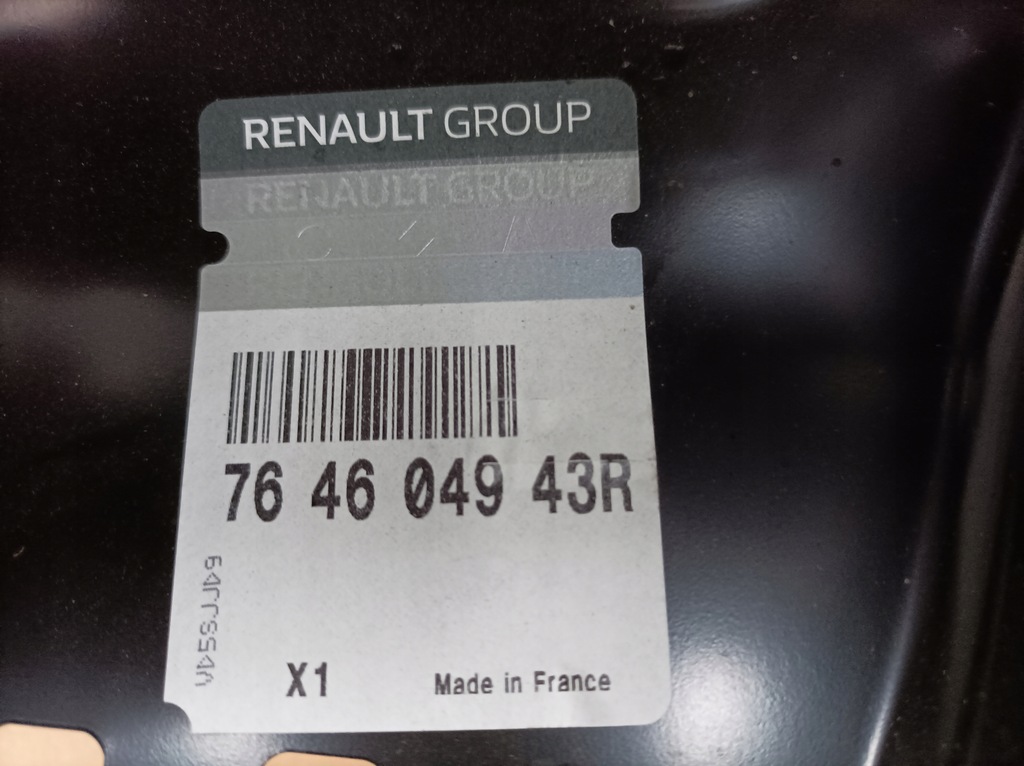 RENAULT GROUP
RENAULT GROUP
76 46 049 43R
X1
Made in France